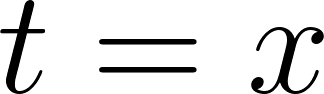 t = x